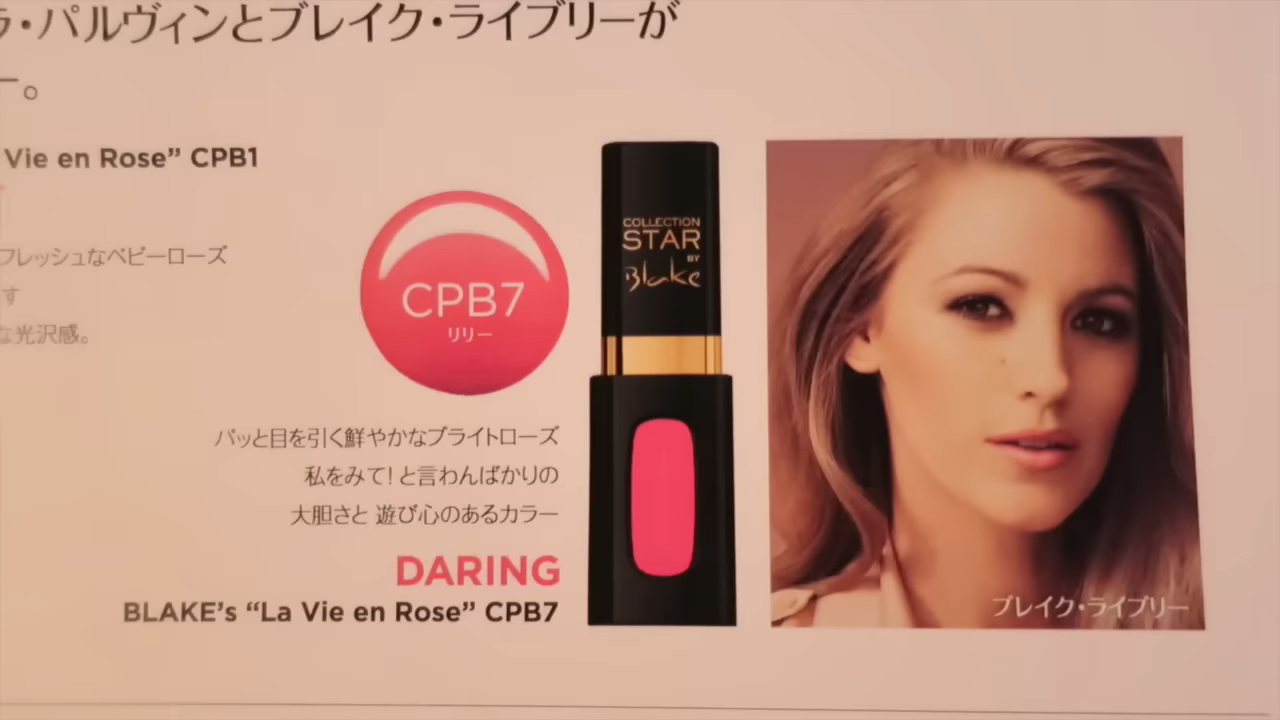 ラ・パルヴィンとブレイク・ライブリーが
ー。
Vie en Rose” CPB1
フレッシュなベビーローズ
す
な光沢感。
CPB7
リリー
パッと目を引く鮮やかなブライトローズ
私をみて!と言わんばかりの
大胆さと 遊び心のあるカラー
DARING
BLAKE’s “La Vie en Rose” CPB7
COLLECTION
STAR
BY
Blake
ブレイク・ライブリー